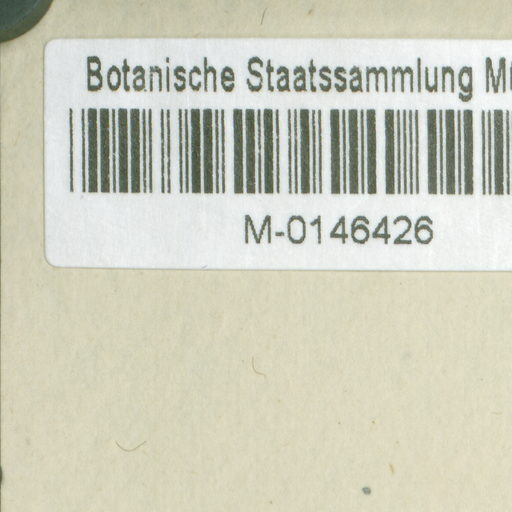 Botanische Staatssammlung
M-0146426